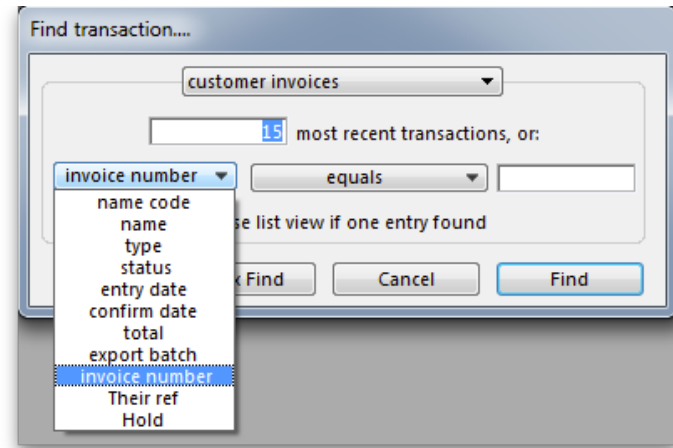 Find transaction....
customer invoices
15 most recent transactions, or:
invoice number equals
name code
name
se list view if one entry found
type
status
entry date
Find Cancel Find
confirm date
total
export batch
invoice number
Their ref
Hold